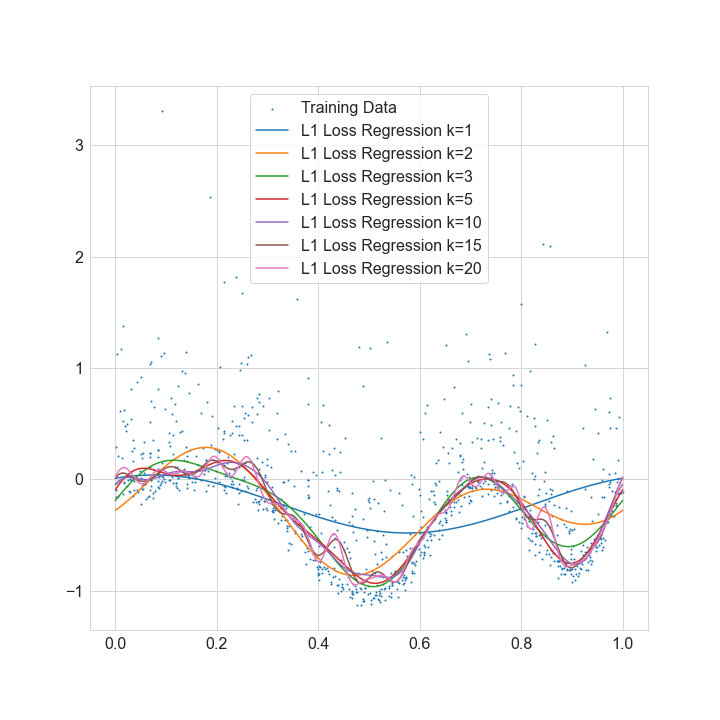 Training Data
L1 Loss Regression k=1
L1 Loss Regression k=2
L1 Loss Regression k=3
L1 Loss Regression k=5
L1 Loss Regression k=10
L1 Loss Regression k=15
L1 Loss Regression k=20
3
2
1
0
−1
0.0 0.2 0.4 0.6 0.8 1.0